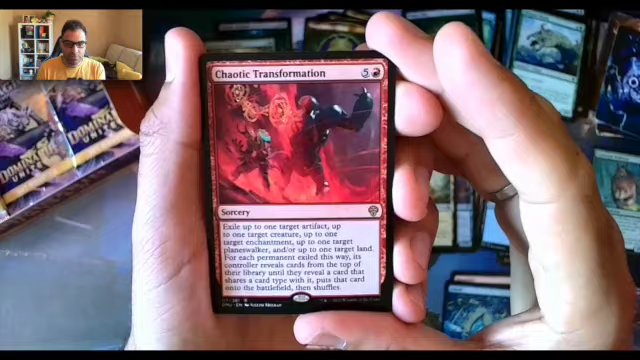 Chaotic Transformation 5
Sorcery
Exile up to one target artifact, up
to one target creature, up to one
target enchantment, up to one target
planeswalker, and/or up to one target land.
For each permanent exiled this way, its
controller reveals cards from the top of
their library until they reveal a card that
shares a card type with it, puts that card
onto the battlefield, then shuffles.
DMU • EN